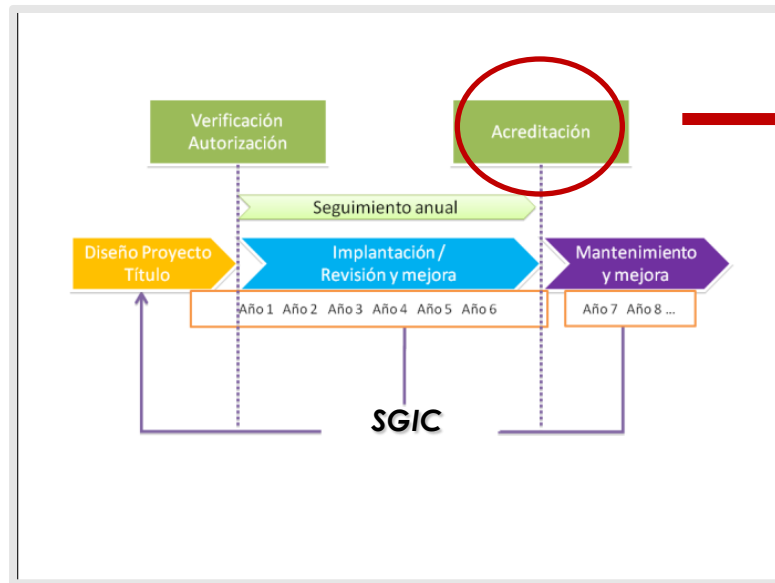 Verificación
Autorización
Acreditación
Seguimiento anual
Diseño Proyecto
Título
Implantación /
Revisión y mejora
Mantenimiento
y mejora
Año 1 Año 2 Año 3 Año 4 Año 5 Año 6
Año 7 Año 8 ...
SGIC